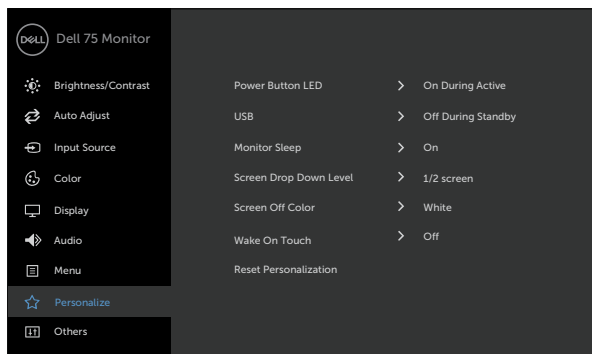 DELL Dell 75 Monitor
Brightness/Contrast
Auto Adjust
Input Source
Color
Display
Audio
Menu
Personalize
Others
Power Button LED > On During Active
USB > Off During Standby
Monitor Sleep > On
Screen Drop Down Level > 1/2 screen
Screen Off Color > White
Wake On Touch > Off
Reset Personalization